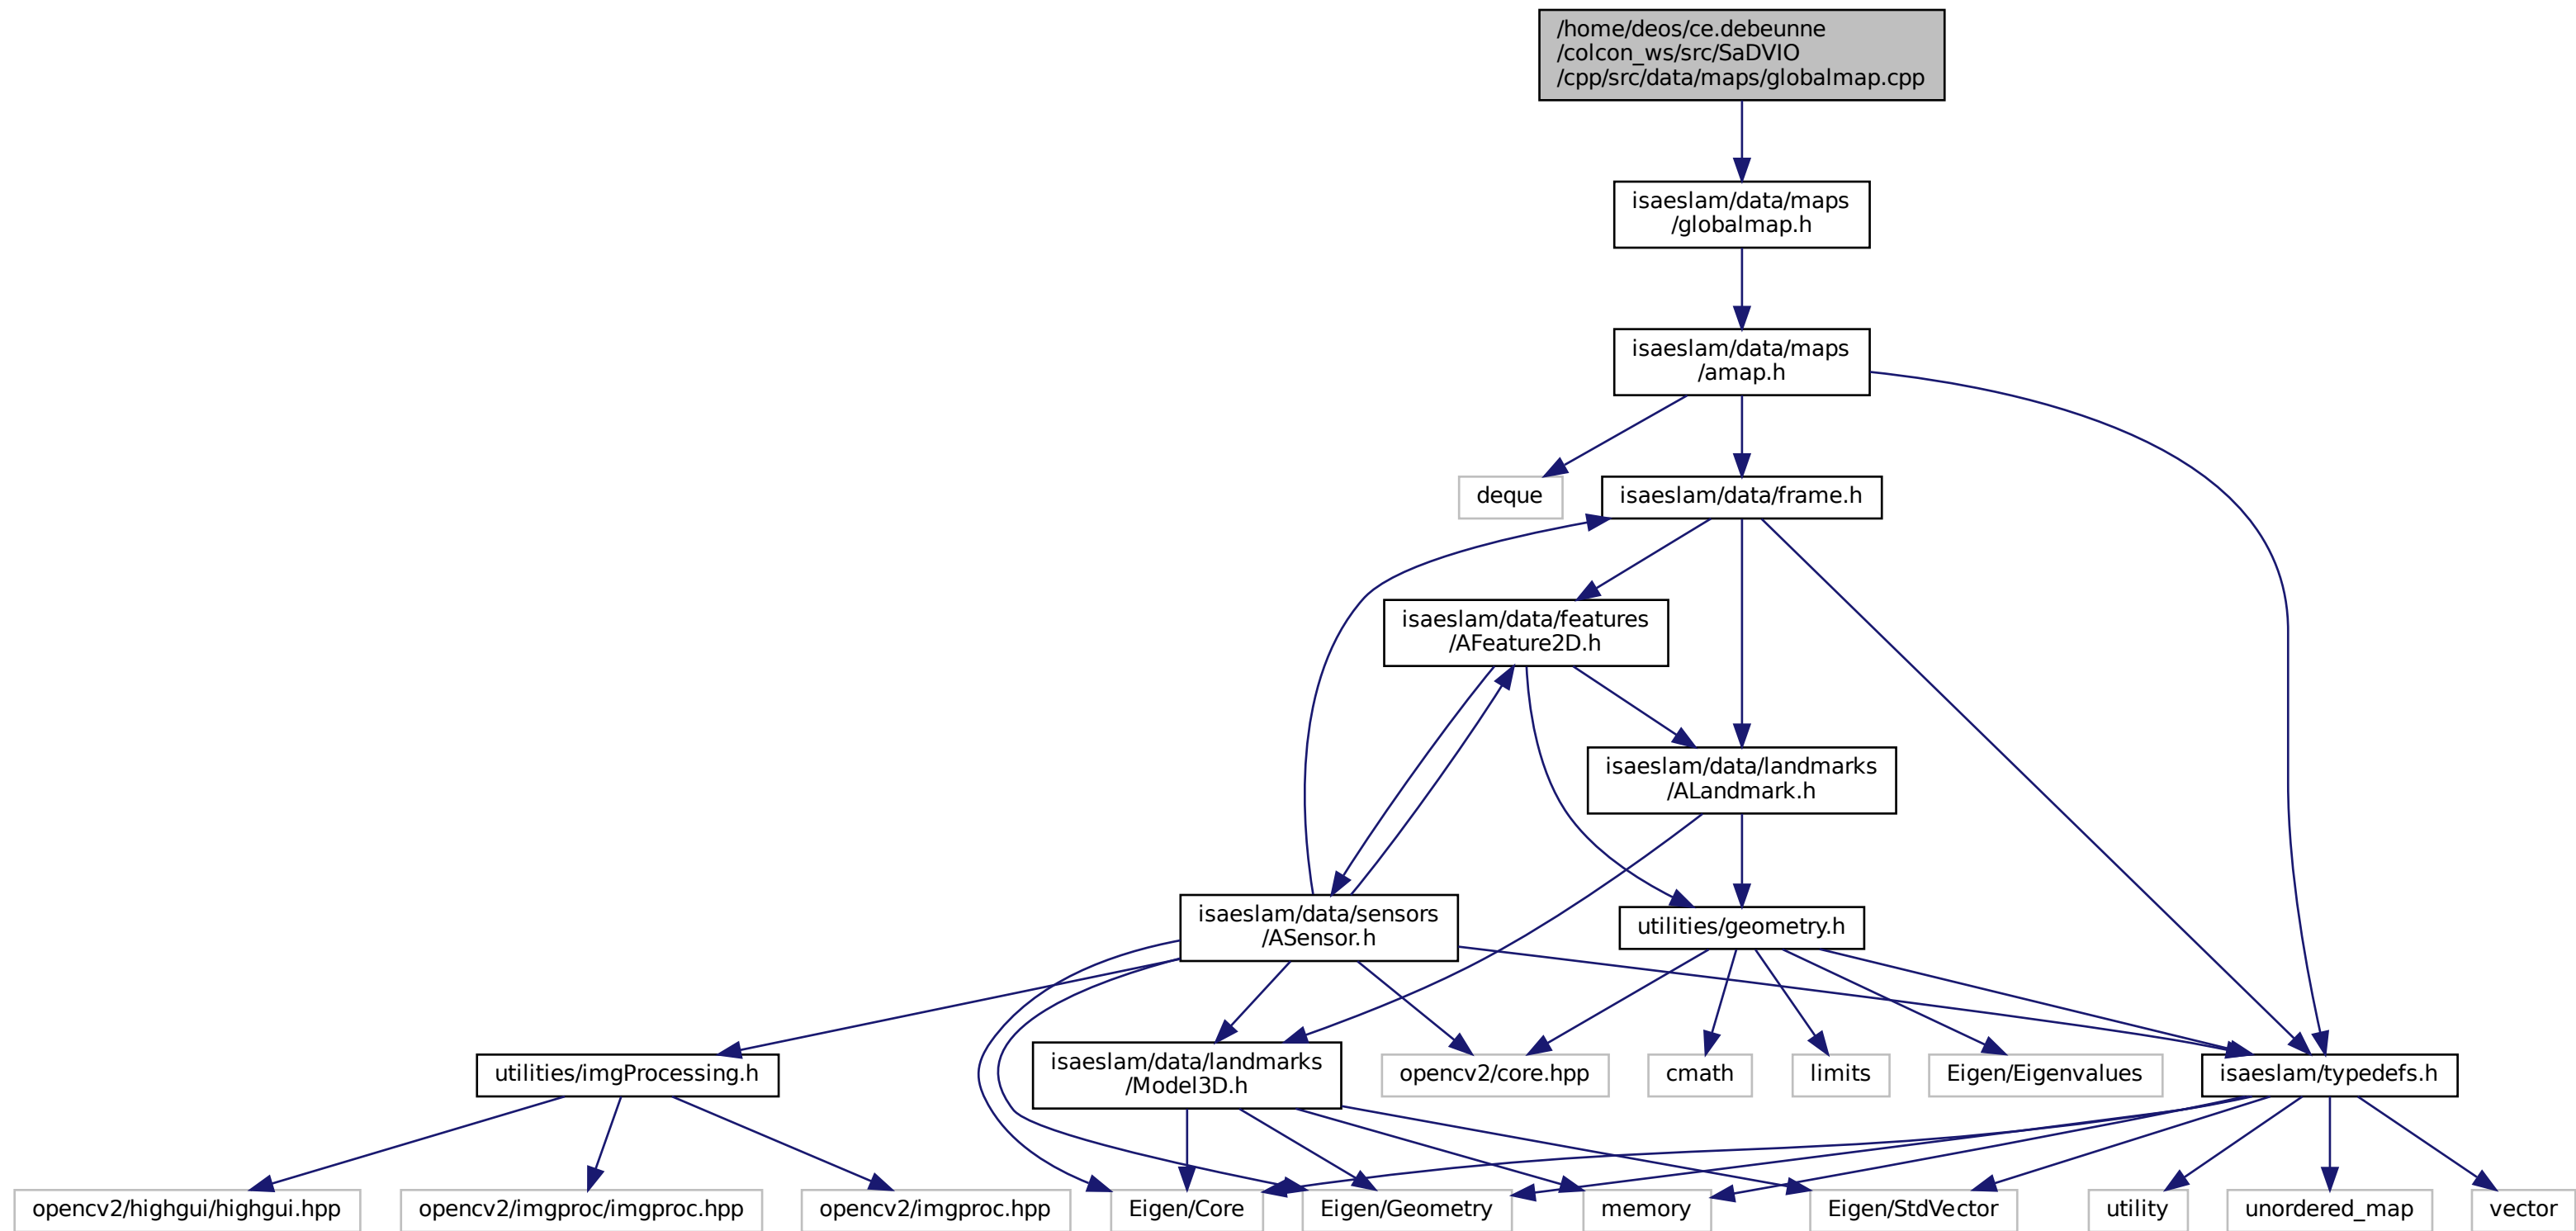 /home/deos/ce.debeunne
/colcon_ws/src/SaDVIO
/cpp/src/data/maps/globalmap.cpp
isaeslam/data/maps
/globalmap.h
isaeslam/data/maps
/amap.h
deque
isaeslam/data/frame.h
isaeslam/data/features
/AFeature2D.h
isaeslam/data/landmarks
/ALandmark.h
isaeslam/data/sensors
/ASensor.h
utilities/geometry.h
utilities/imgProcessing.h
isaeslam/data/landmarks
/Model3D.h
opencv2/core.hpp
cmath
limits
Eigen/Eigenvalues
isaeslam/typedefs.h
opencv2/highgui/highgui.hpp
opencv2/imgproc/imgproc.hpp
opencv2/imgproc.hpp
Eigen/Core
Eigen/Geometry
memory
Eigen/StdVector
utility
unordered_map
vector